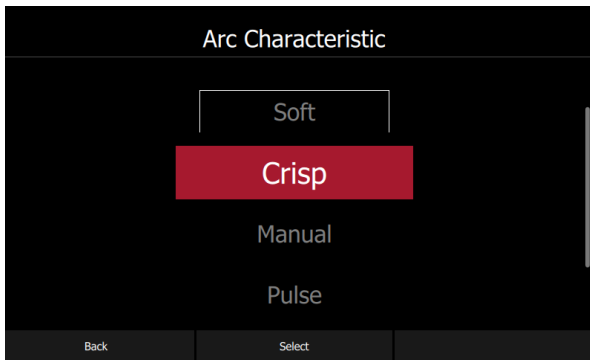 Arc Characteristic
Soft
Crisp
Manual
Pulse
Back Select